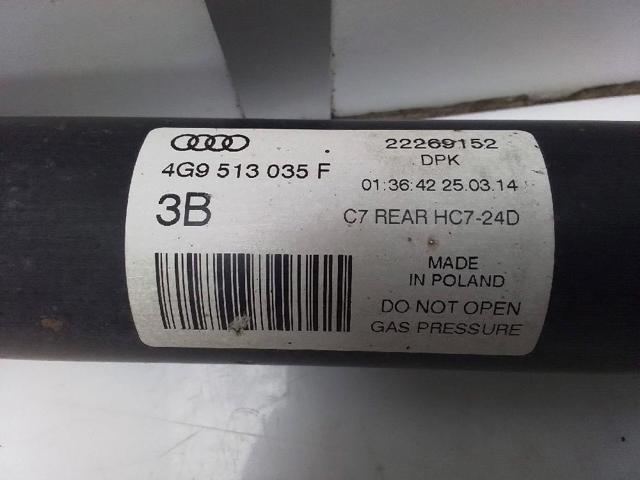 4G9 513 035 F
3B
22269152
DPK
01:36:42 25.03.14
C7 REAR HC7-24D
MADE
IN POLAND
DO NOT OPEN
GAS PRESSURE